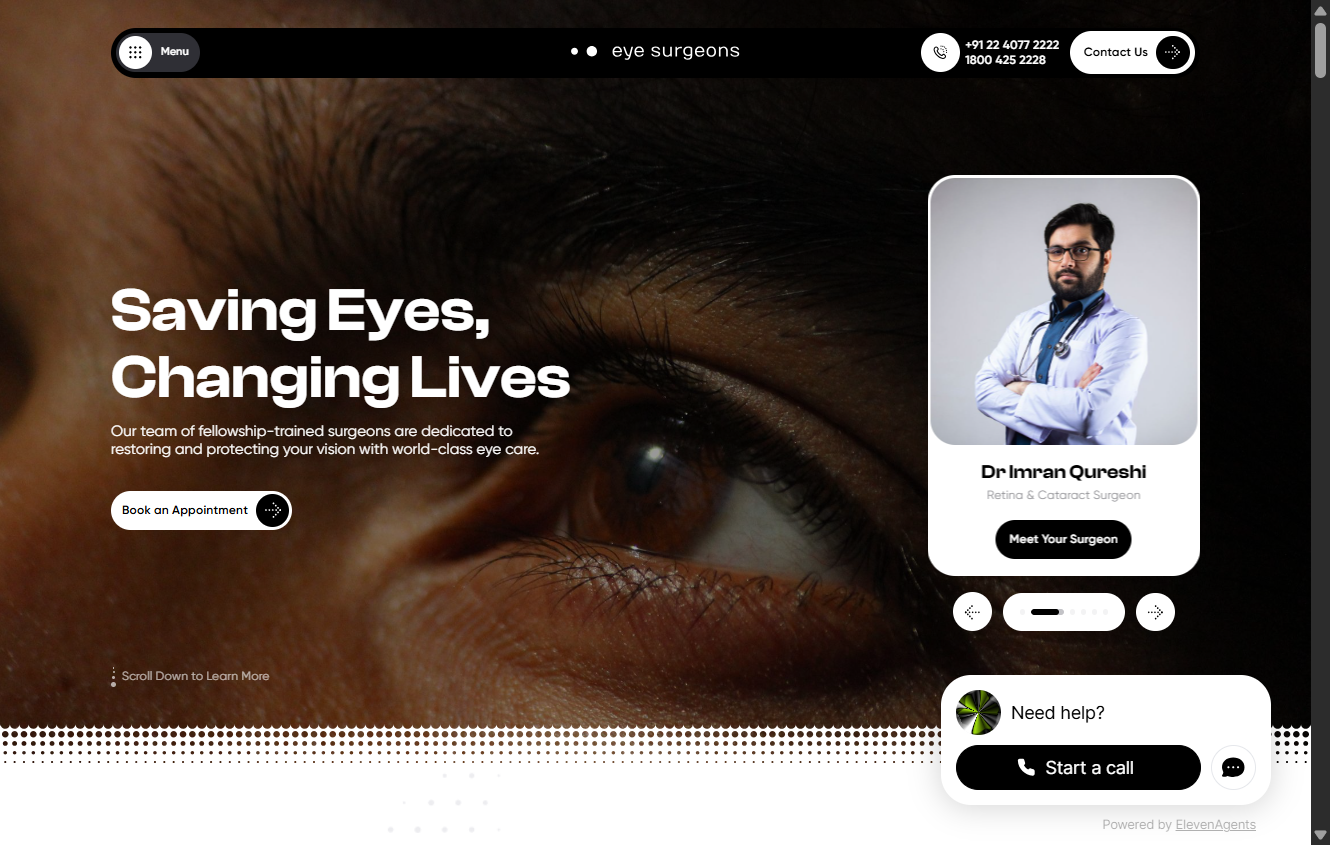 Menu
eye surgeons
+91 22 4077 2222
1800 425 2228
Contact Us
Saving Eyes,
Changing Lives
Our team of fellowship-trained surgeons are dedicated to
restoring and protecting your vision with world-class eye care.
Book an Appointment
Scroll Down to Learn More
Dr Imran Qureshi
Retina & Cataract Surgeon
Meet Your Surgeon
Need help?
Start a call
Powered by ElevenAgents